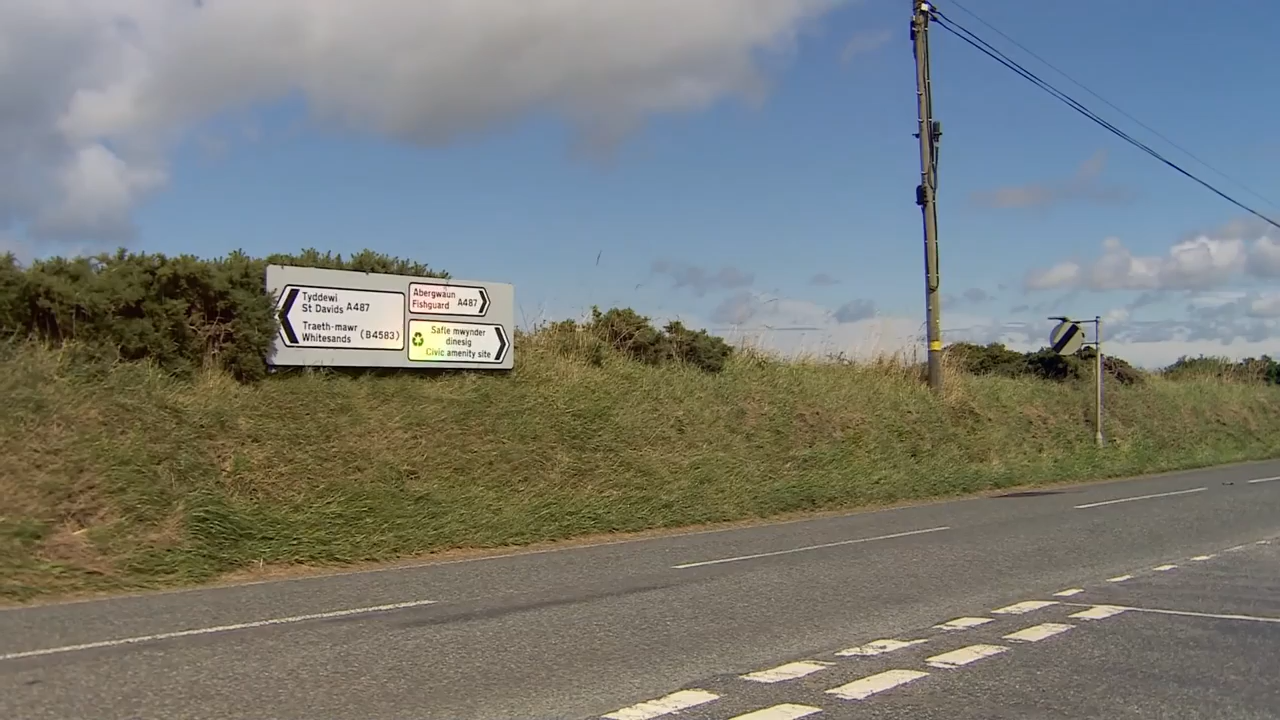 Tyddewi
St Davids A487
Traeth-mawr
Whitesands (B4583)
Abergwaun
Fishguard A487
Safle mwynder
dinesig
Civic amenity site